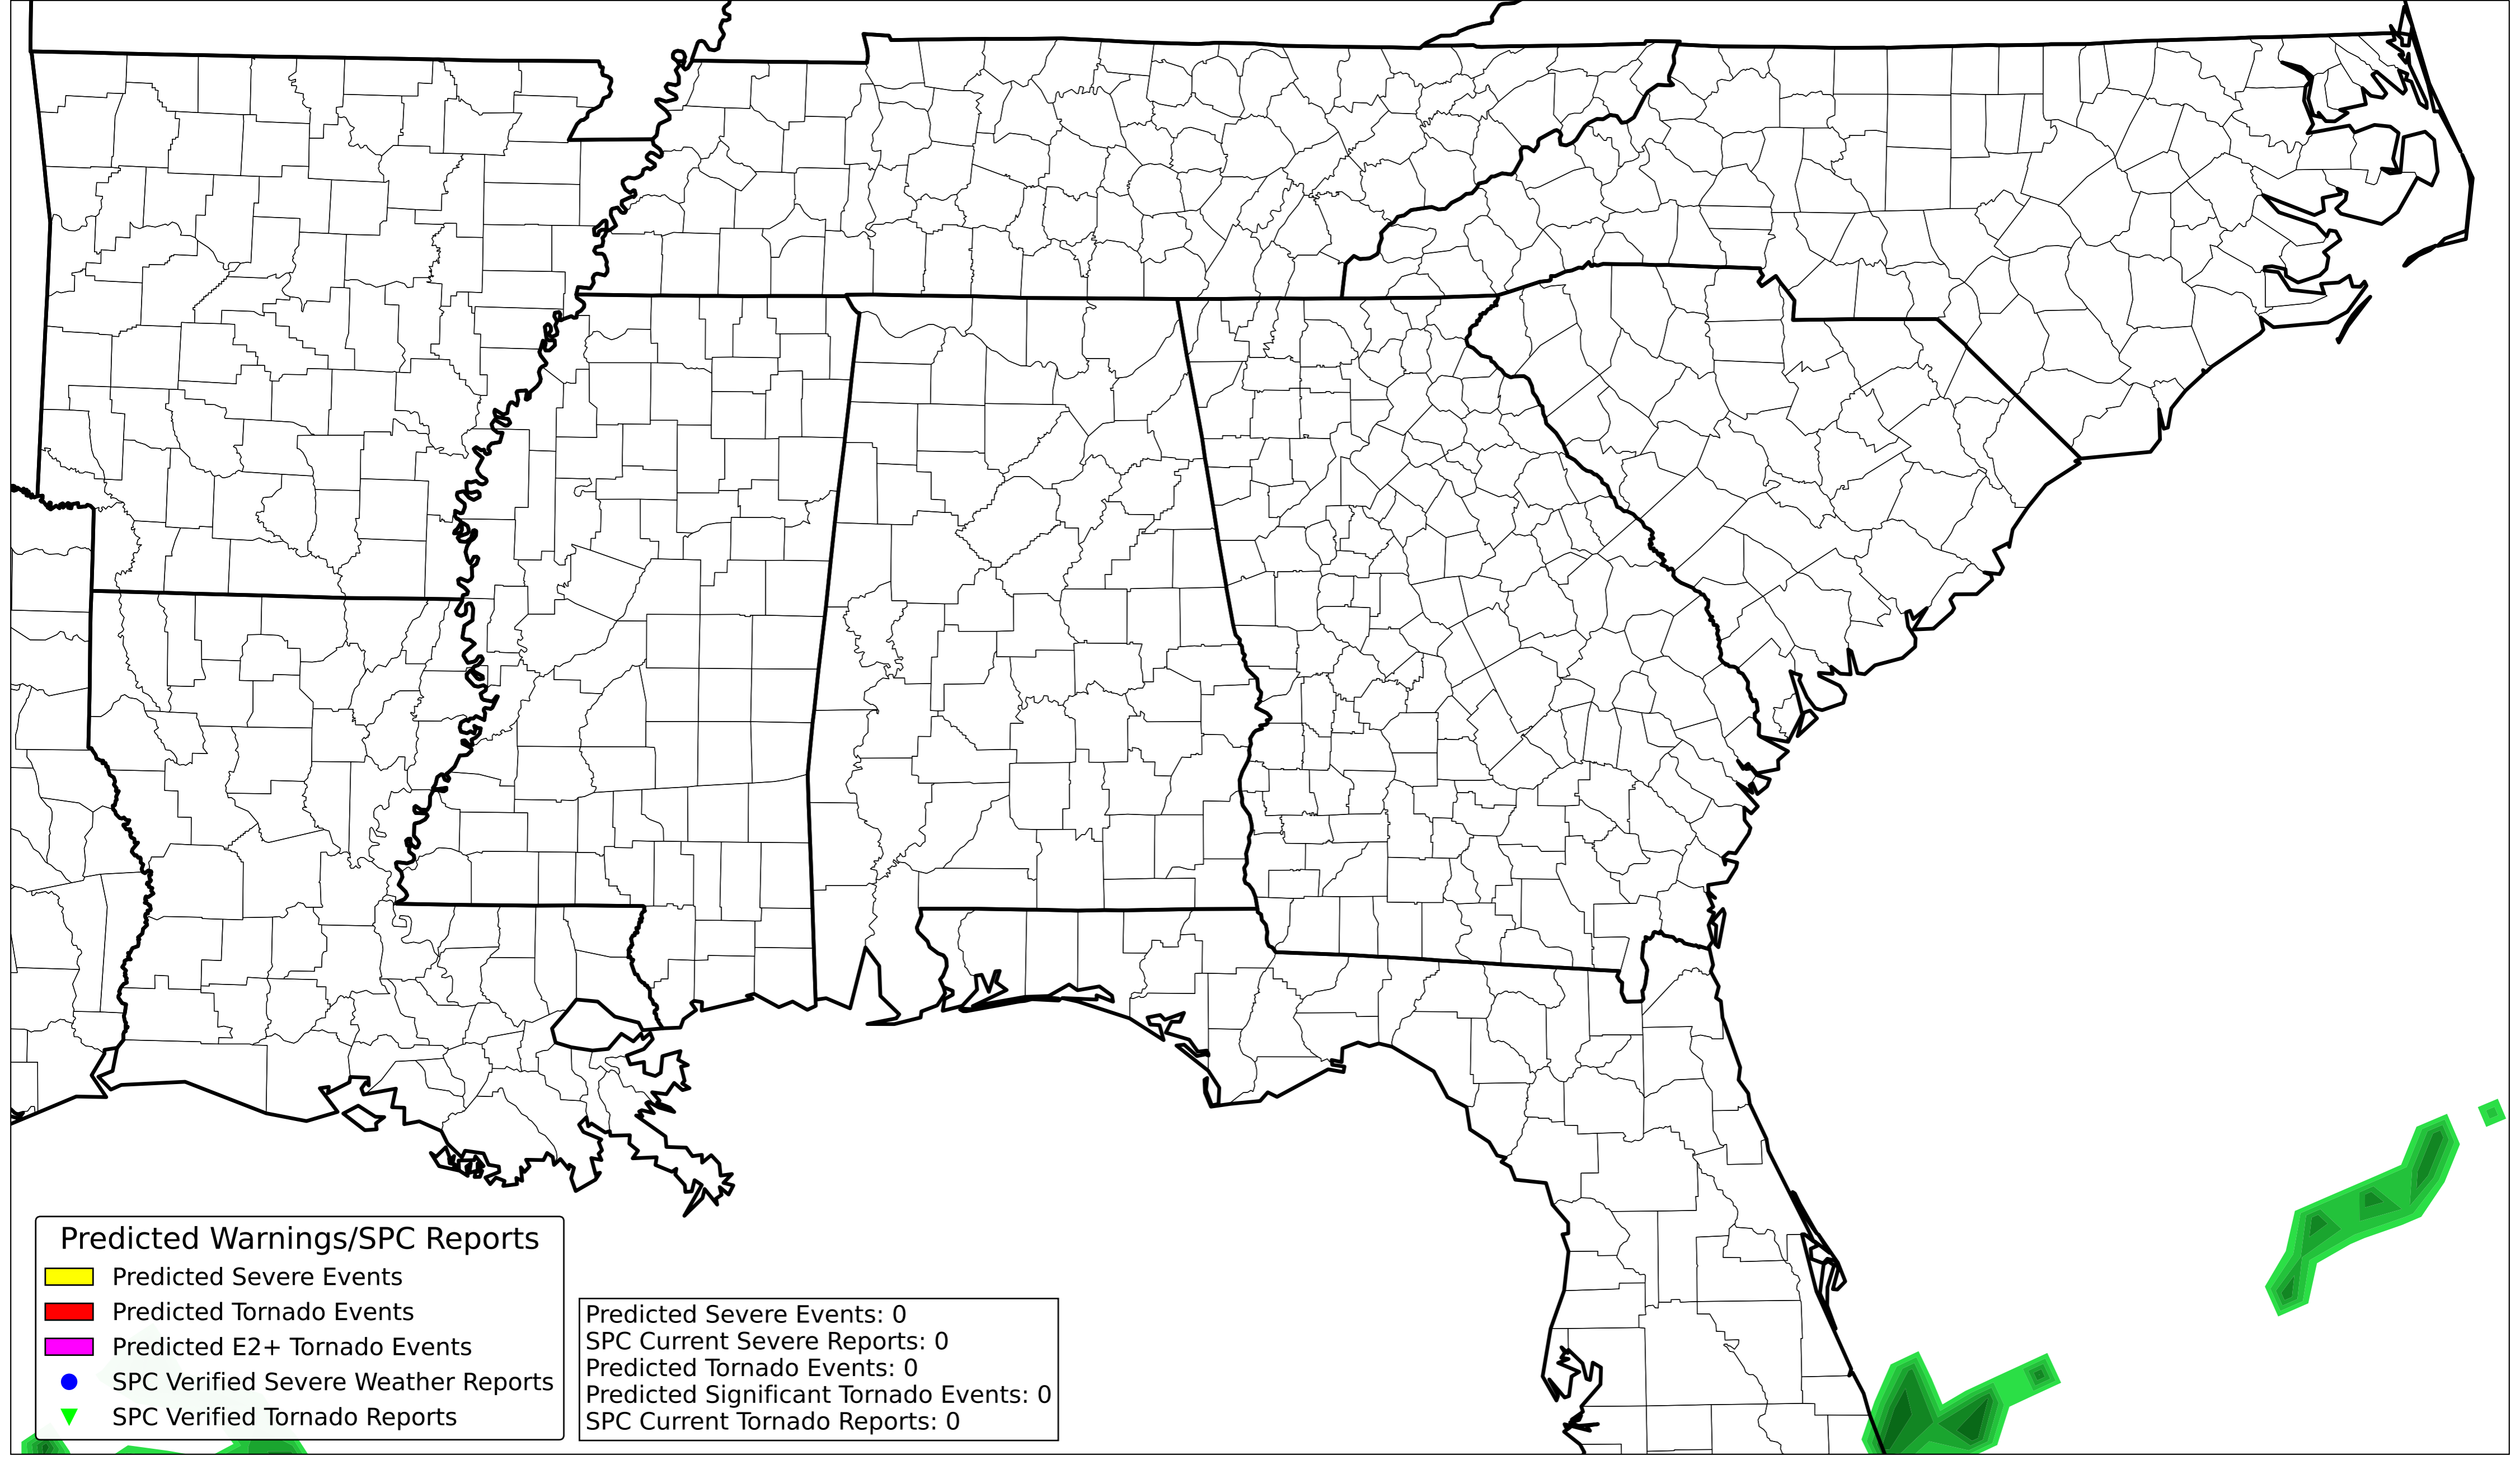 Predicted Warnings/SPC Reports
Predicted Severe Events
Predicted Tornado Events
Predicted E2+ Tornado Events
SPC Verified Severe Weather Reports
SPC Verified Tornado Reports
Predicted Severe Events: 0
SPC Current Severe Reports: 0
Predicted Tornado Events: 0
Predicted Significant Tornado Events: 0
SPC Current Tornado Reports: 0